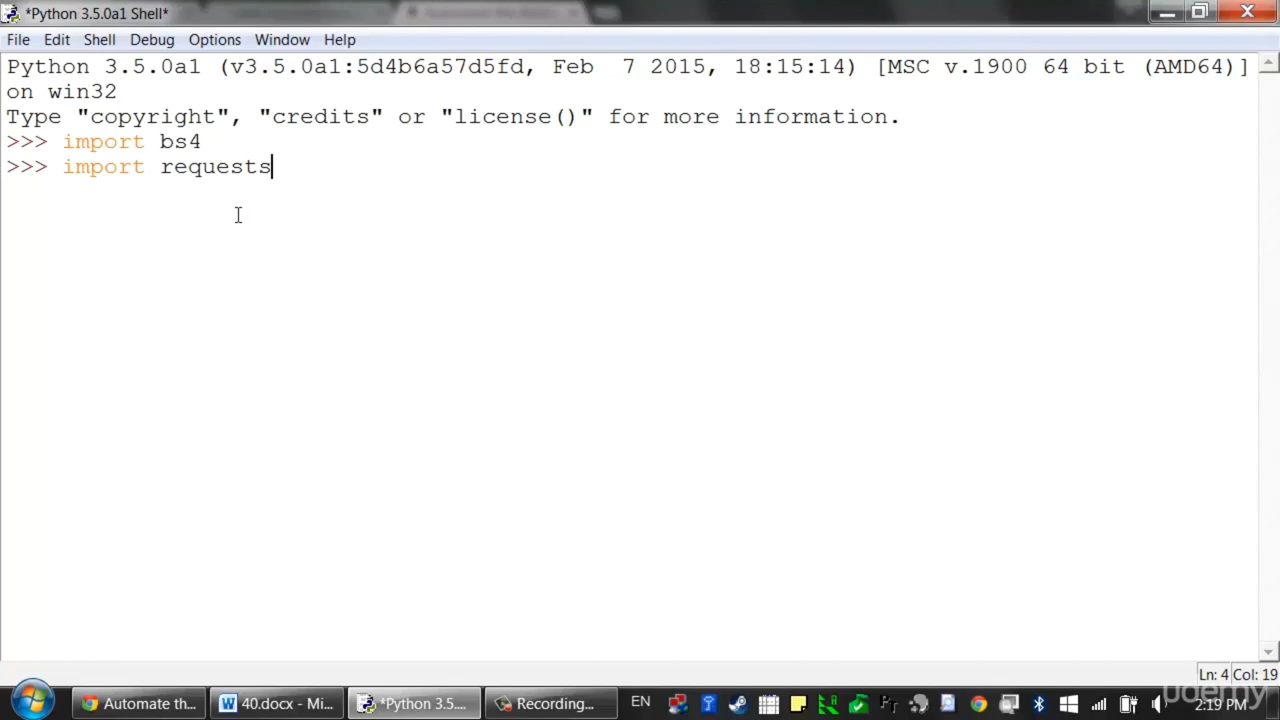 *Python 3.5.0a1 Shell*
File Edit Shell Debug Options Window Help
Python 3.5.0a1 (v3.5.0a1:5d4b6a57d5fd, Feb  7 2015, 18:15:14) [MSC v.1900 64 bit (AMD64)]
on win32
Type "copyright", "credits" or "license()" for more information.
>>> import bs4
>>> import requests
Ln: 4 Col: 19
Automate th... 40.docx - Mi... *Python 3.5.... Recording... EN 2:19 PM
udemy